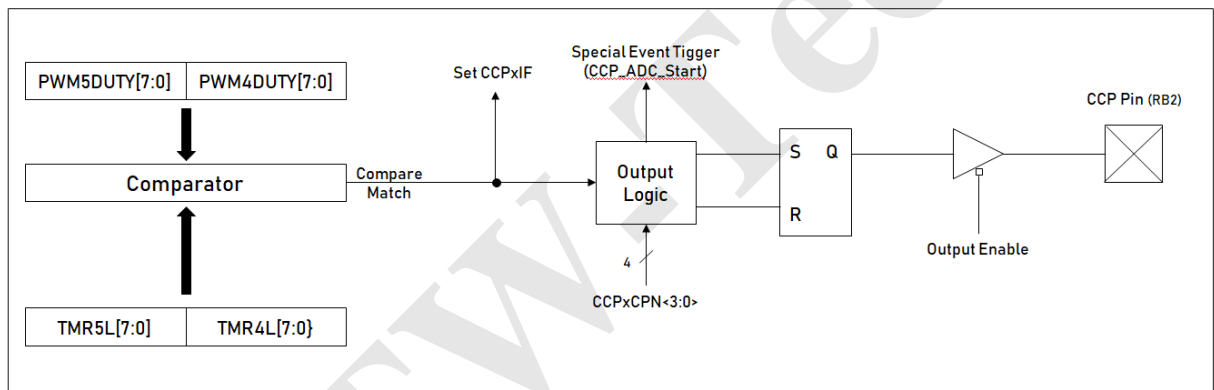 PWM5DUTY[7:0]
PWM4DUTY[7:0]
Comparator
TMR5L[7:0]
TMR4L[7:0}
Compare
Match
Set CCPxIF
Special Event Tigger
(CCP_ADC_Start)
Output
Logic
4
CCPxCPN<3:0>
S Q
R
Output Enable
CCP Pin (RB2)